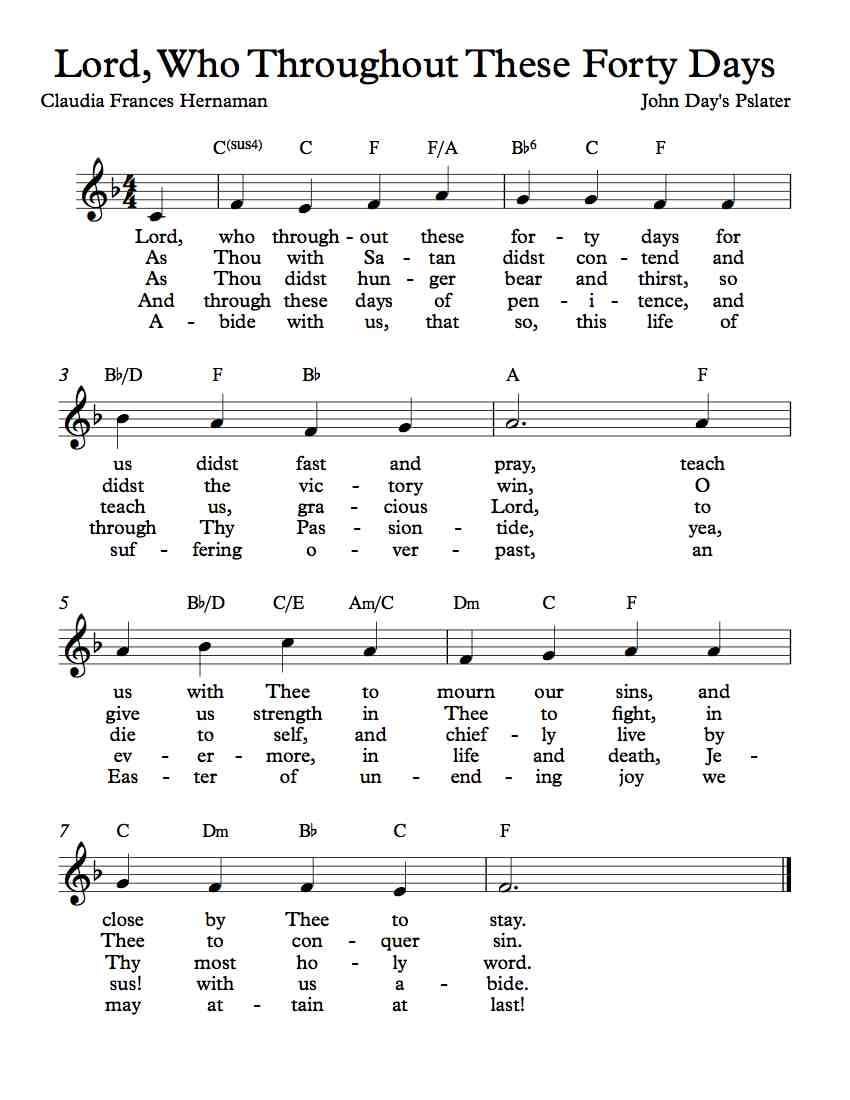 Lord, Who Throughout These Forty Days
Claudia Frances Hernaman John Day's Pslater
C(sus4) C F F/A B♭6 C F
4
4
Lord, who through - out these for - ty days for
As Thou with Sa - tan didst con - tend and
As Thou didst hun - ger bear and thirst, so
And through these days of pen - i - tence, and
A - bide with us, that so, this life of
3 B♭/D F B♭ A F
us didst fast and pray, teach
didst the vic - tory win, O
teach us, gra - cious Lord, to
through Thy Pas - sion - tide, yea,
suf - fering o - ver - past, an
5 B♭/D C/E Am/C Dm C F
us with Thee to mourn our sins, and
give us strength in Thee to fight, in
die to self, and chief - ly live by
ev - er - more, in life and death, Je -
Eas - ter of un - end - ing joy we
7 C Dm B♭ C F
close by Thee to stay.
Thee to con - quer sin.
Thy most ho - ly word.
sus! with us a - bide.
may at - tain at last!